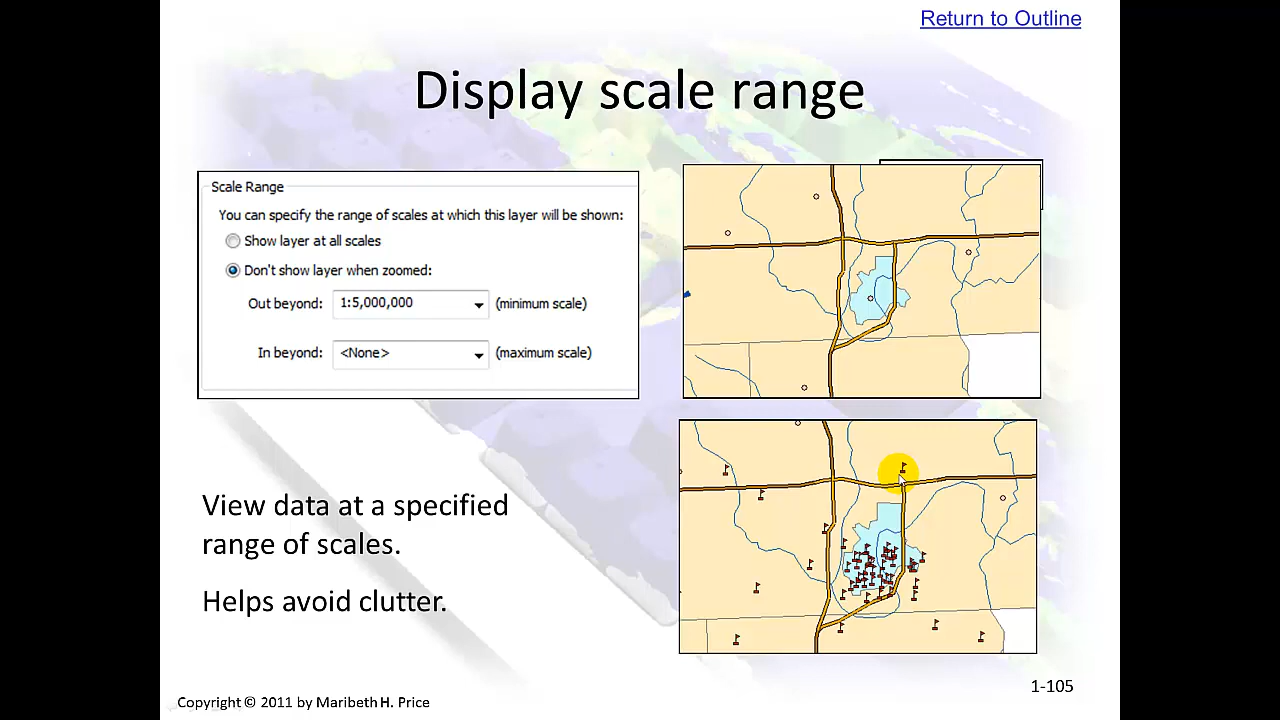 Return to Outline
Display scale range
Scale Range
You can specify the range of scales at which this layer will be shown:
Show layer at all scales
Don't show layer when zoomed:
Out beyond: 1:5,000,000 (minimum scale)
In beyond: <None> (maximum scale)
View data at a specified
range of scales.
Helps avoid clutter.
1-105
Copyright © 2011 by Maribeth H. Price